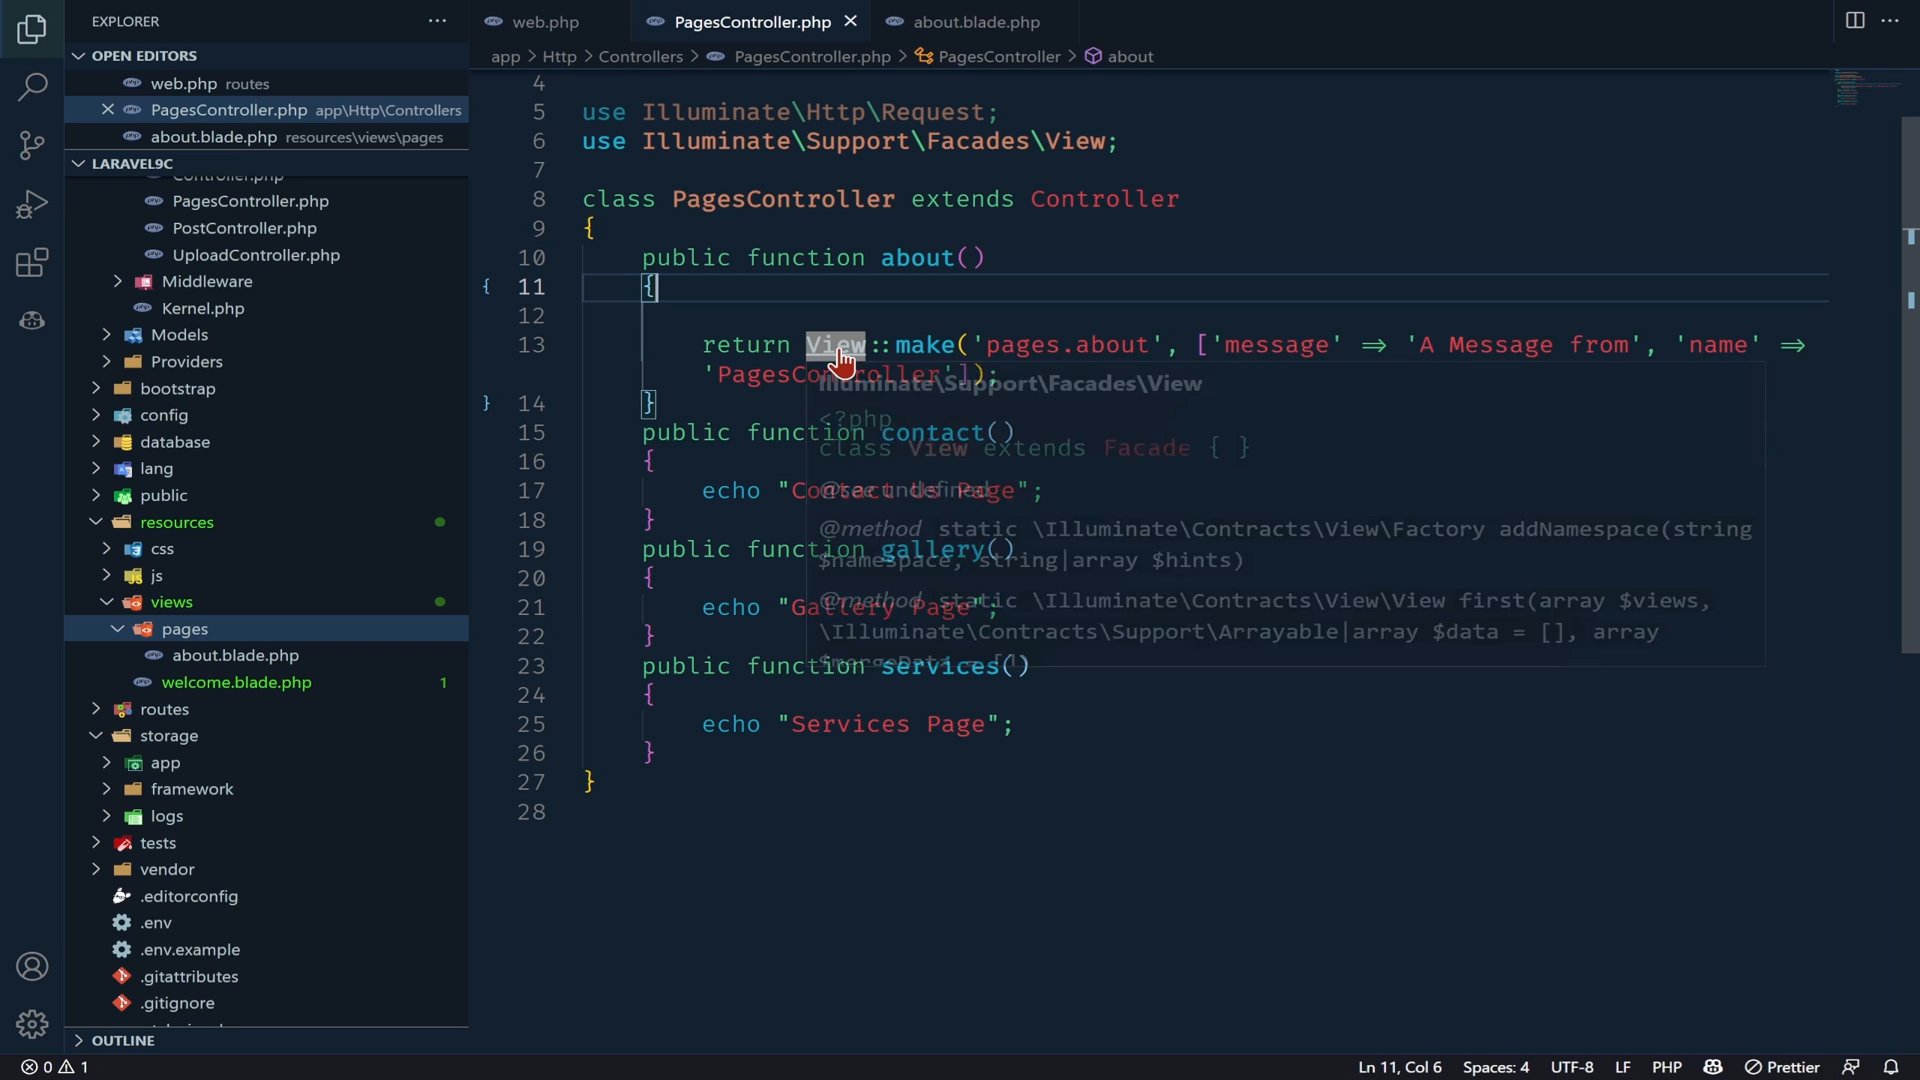 EXPLORER
OPEN EDITORS
web.php routes
PagesController.php app\Http\Controllers
about.blade.php resources\views\pages
LARAVEL9C
Controller.php
PagesController.php
PostController.php
UploadController.php
Middleware
Kernel.php
Models
Providers
bootstrap
config
database
lang
public
resources
css
js
views
pages
about.blade.php
welcome.blade.php 1
routes
storage
app
framework
logs
tests
vendor
.editorconfig
.env
.env.example
.gitattributes
.gitignore
OUTLINE
web.php
PagesController.php
about.blade.php
app > Http > Controllers > PagesController.php > PagesController > about
4
5 use Illuminate\Http\Request;
6 use Illuminate\Support\Facades\View;
7
8 class PagesController extends Controller
9 {
10 public function about()
11 {
12
13 return View::make('pages.about', ['message' => 'A Message from', 'name' =>
'PagesController']);
14 }
15 public function contact()
16 {
17 echo "Contact Us Page";
18 }
19 public function gallery()
20 {
21 echo "Gallery Page";
22 }
23 public function services()
24 {
25 echo "Services Page";
26 }
27 }
28
Illuminate\Support\Facades\View
<?php
class View extends Facade { }
@see undefined
@method static \Illuminate\Contracts\View\Factory addNamespace(string
$namespace, string|array $hints)
@method static \Illuminate\Contracts\View\View first(array $views,
\Illuminate\Contracts\Support\Arrayable|array $data = [], array
$mergeData = [])
0 1
Ln 11, Col 6
Spaces: 4
UTF-8
LF
PHP
Prettier